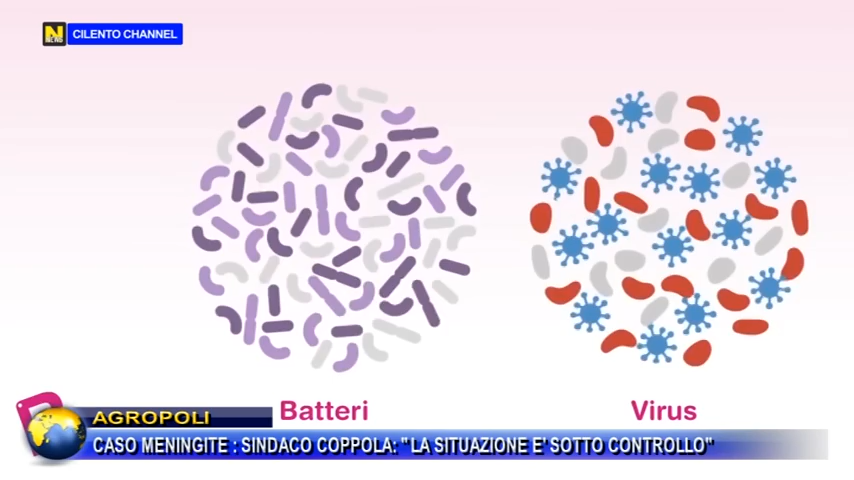 CILENTO CHANNEL
Batteri
Virus
AGROPOLI
CASO MENINGITE : SINDACO COPPOLA: "LA SITUAZIONE E' SOTTO CONTROLLO"